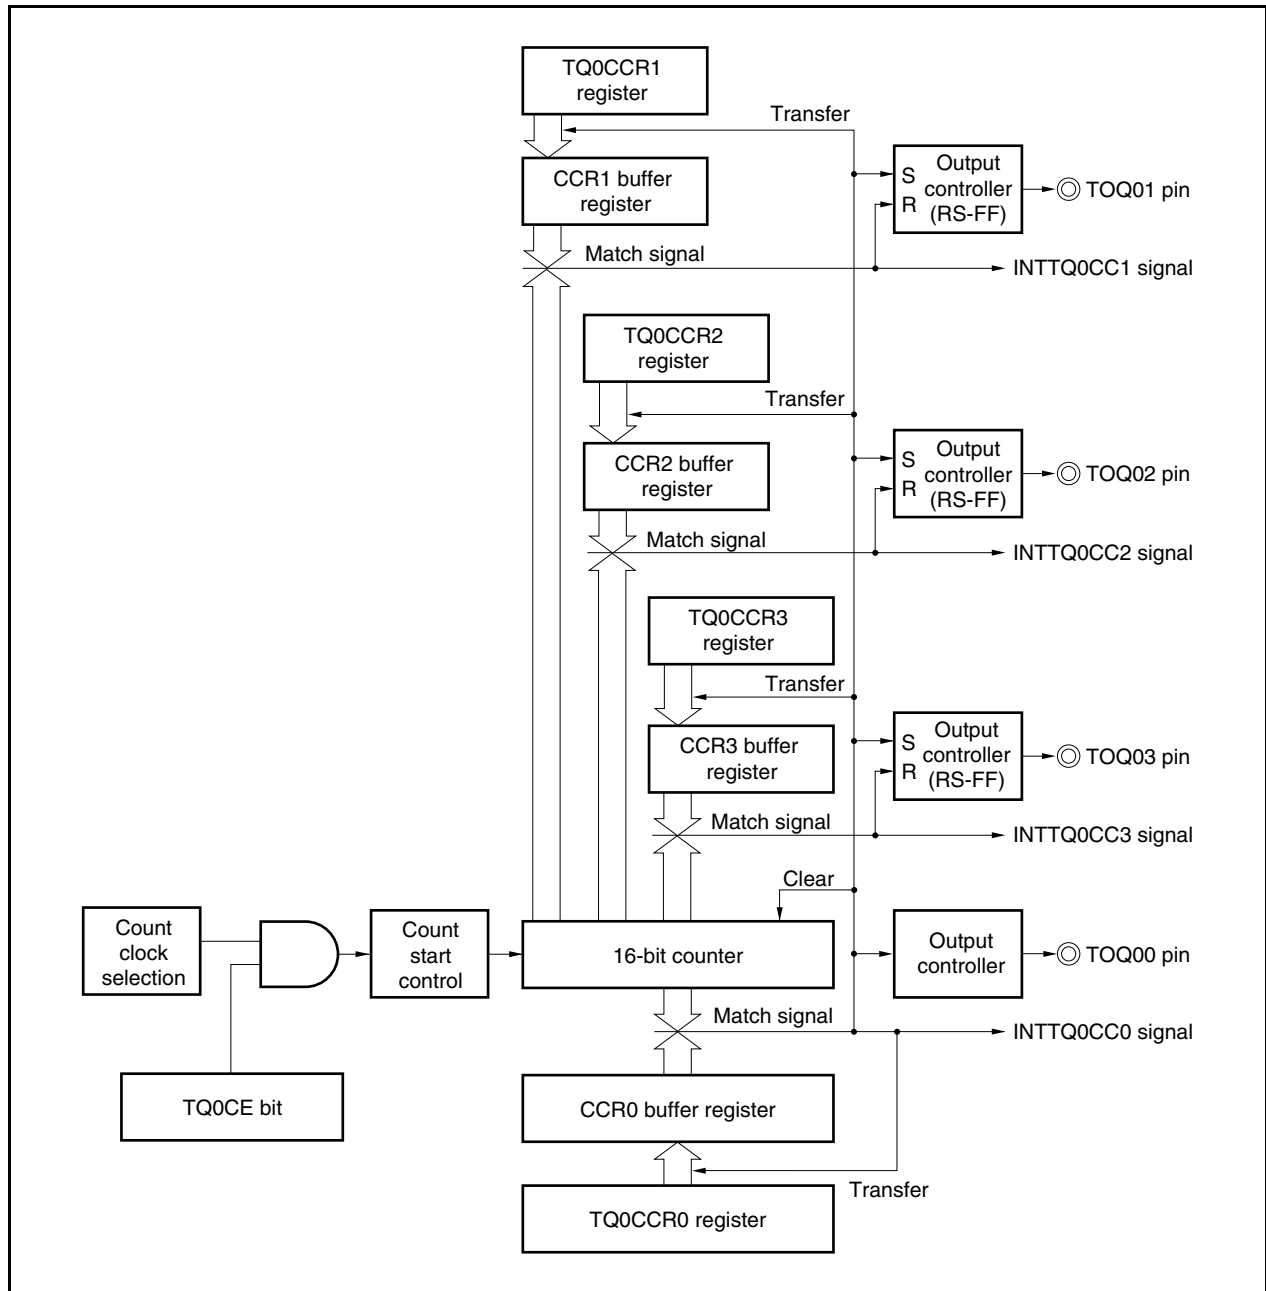 TQ0CCR1
register
Transfer
CCR1 buffer
register
S
R
Output
controller
(RS-FF)
TOQ01 pin
Match signal
INTTQ0CC1 signal
TQ0CCR2
register
Transfer
CCR2 buffer
register
S
R
Output
controller
(RS-FF)
TOQ02 pin
Match signal
INTTQ0CC2 signal
TQ0CCR3
register
Transfer
CCR3 buffer
register
S
R
Output
controller
(RS-FF)
TOQ03 pin
Match signal
INTTQ0CC3 signal
Clear
Count
clock
selection
Count
start
control
16-bit counter
Output
controller
TOQ00 pin
Match signal
INTTQ0CC0 signal
TQ0CE bit
CCR0 buffer register
Transfer
TQ0CCR0 register